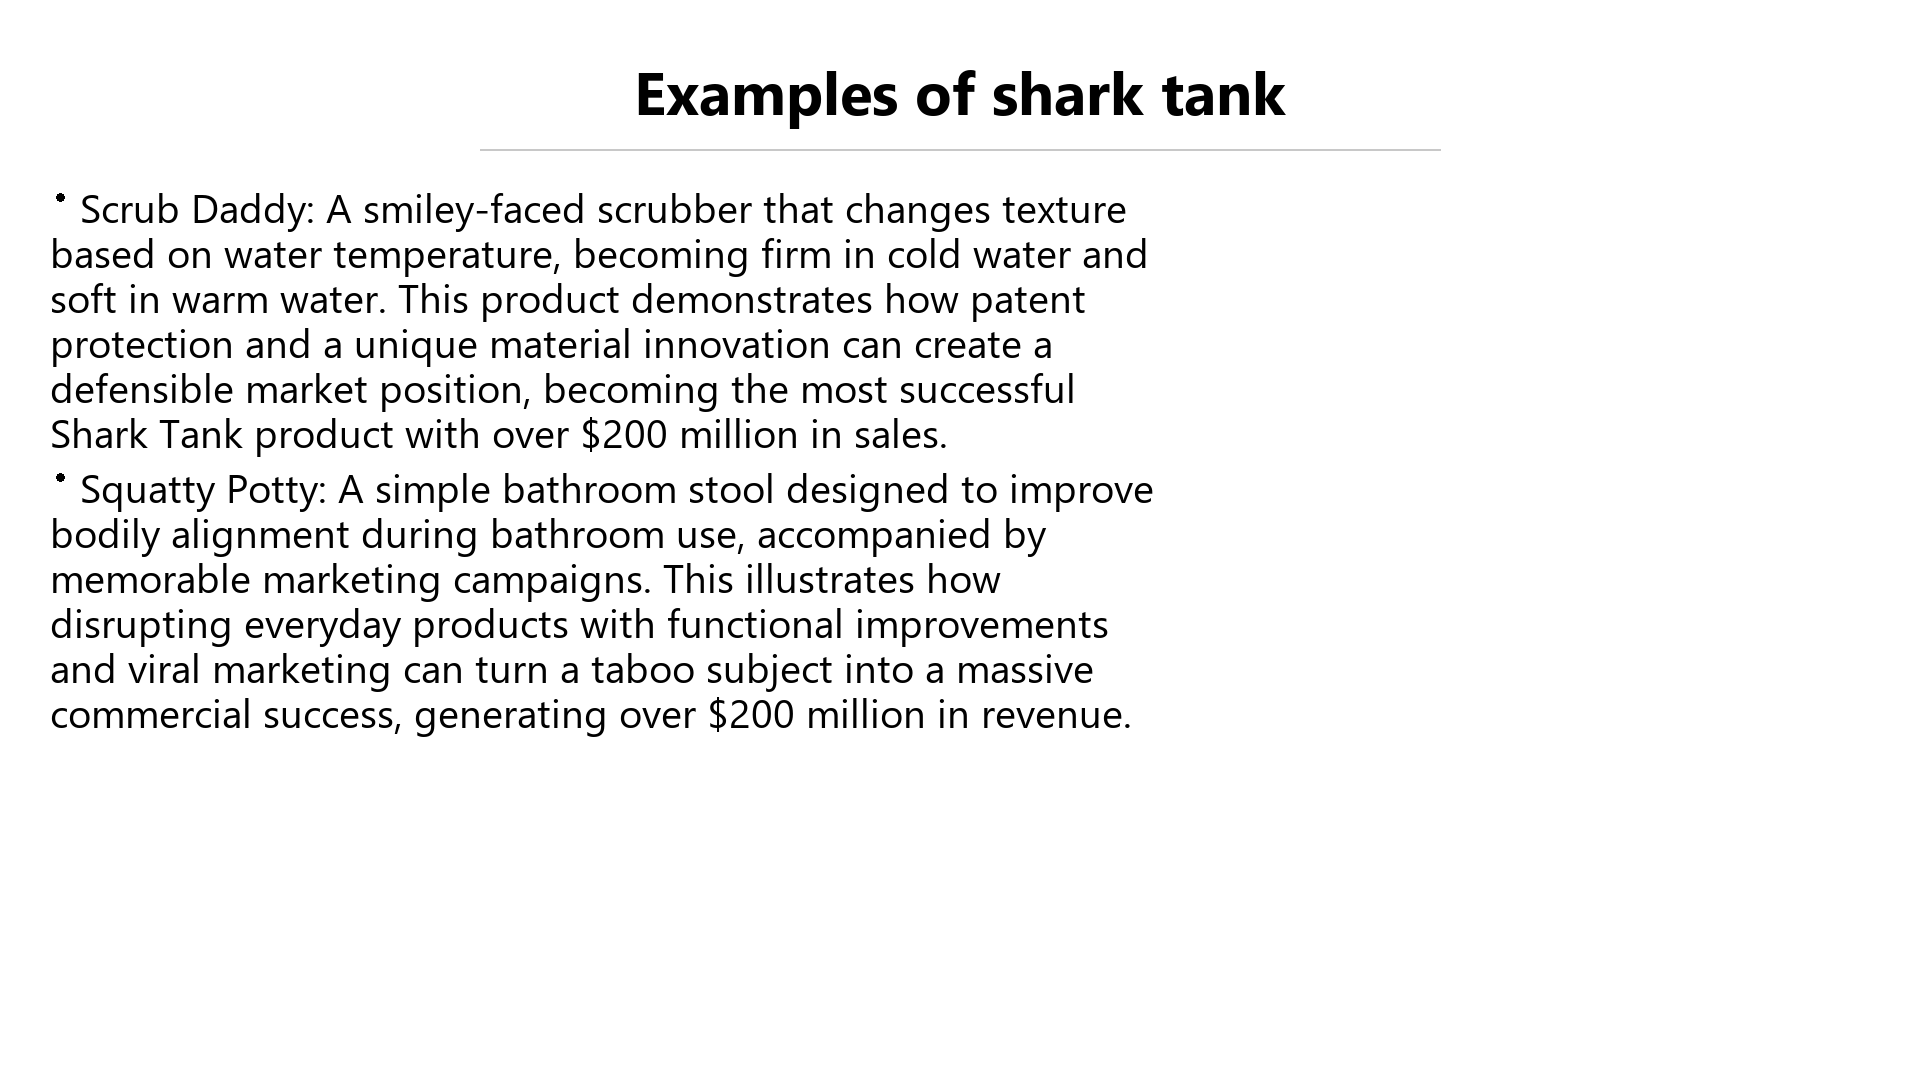 Examples of shark tank
• Scrub Daddy: A smiley-faced scrubber that changes texture
based on water temperature, becoming firm in cold water and
soft in warm water. This product demonstrates how patent
protection and a unique material innovation can create a
defensible market position, becoming the most successful
Shark Tank product with over $200 million in sales.
• Squatty Potty: A simple bathroom stool designed to improve
bodily alignment during bathroom use, accompanied by
memorable marketing campaigns. This illustrates how
disrupting everyday products with functional improvements
and viral marketing can turn a taboo subject into a massive
commercial success, generating over $200 million in revenue.